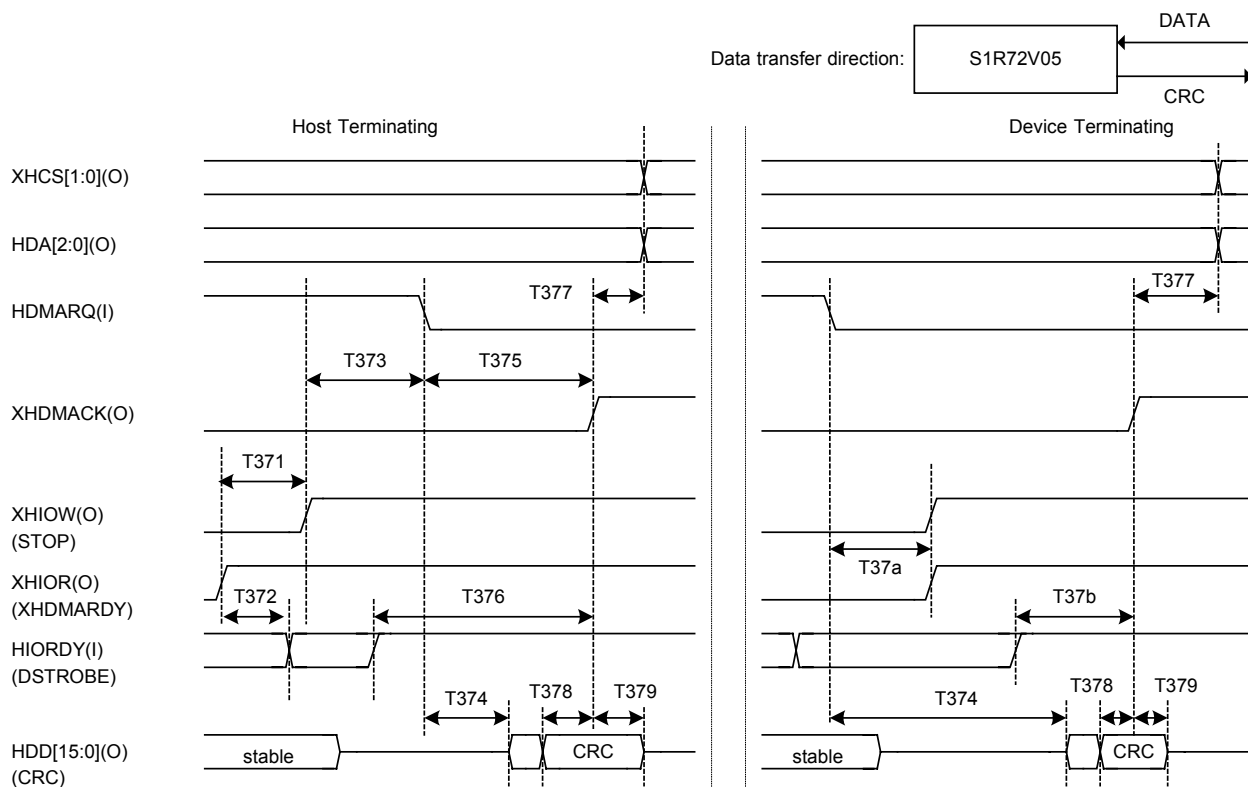 DATA
Data transfer direction:
S1R72V05
CRC
Host Terminating
Device Terminating
XHCS[1:0](O)
HDA[2:0](O)
T377
T377
HDMARQ(I)
T373
T375
XHDMACK(O)
T371
XHIOW(O)
(STOP)
T37a
XHIOR(O)
(XHDMARDY)
T372
T376
T37b
HIORDY(I)
(DSTROBE)
T374
T378
T379
T374
T378
T379
HDD[15:0](O)
(CRC)
stable
CRC
stable
CRC